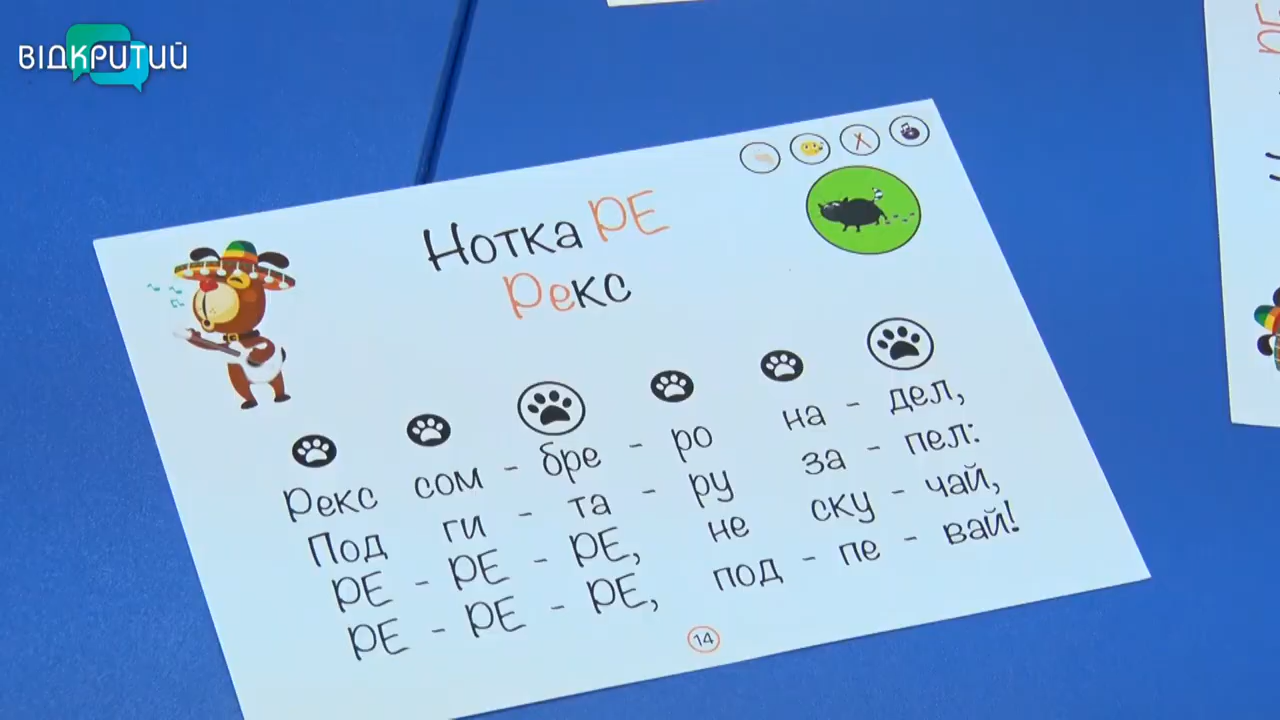 ВІДКРИТИЙ
Нотка РЕ
Рекс
Рекс сом - бре - ро на - дел,
Под ги - та - ру за - пел:
РЕ - РЕ - РЕ, не ску - чай,
РЕ - РЕ - РЕ, под - пе - вай!
14